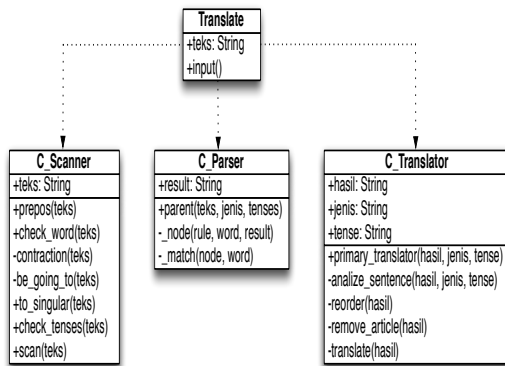 Translate
+teks: String
+input()
C_Scanner
+teks: String
+prepos(teks)
+check_word(teks)
-contraction(teks)
-be_going_to(teks)
+to_singular(teks)
+check_tenses(teks)
+scan(teks)
C_Parser
+result: String
+parent(teks, jenis, tenses)
-_node(rule, word, result)
-_match(node, word)
C_Translator
+hasil: String
+jenis: String
+tense: String
+primary_translator(hasil, jenis, tense)
-analize_sentence(hasil, jenis, tense)
-reorder(hasil)
-remove_article(hasil)
-translate(hasil)